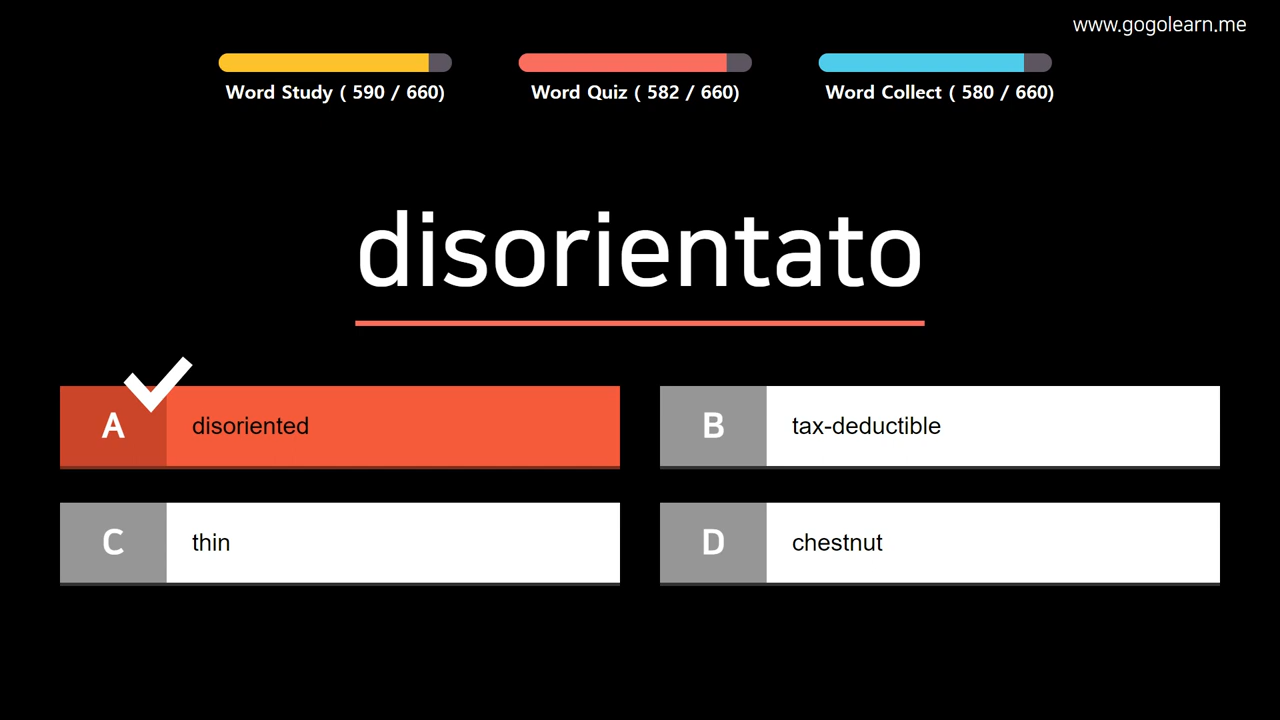 www.gogolearn.me
Word Study ( 590 / 660)
Word Quiz ( 582 / 660)
Word Collect ( 580 / 660)
disorientato
A disoriented
B tax-deductible
C thin
D chestnut